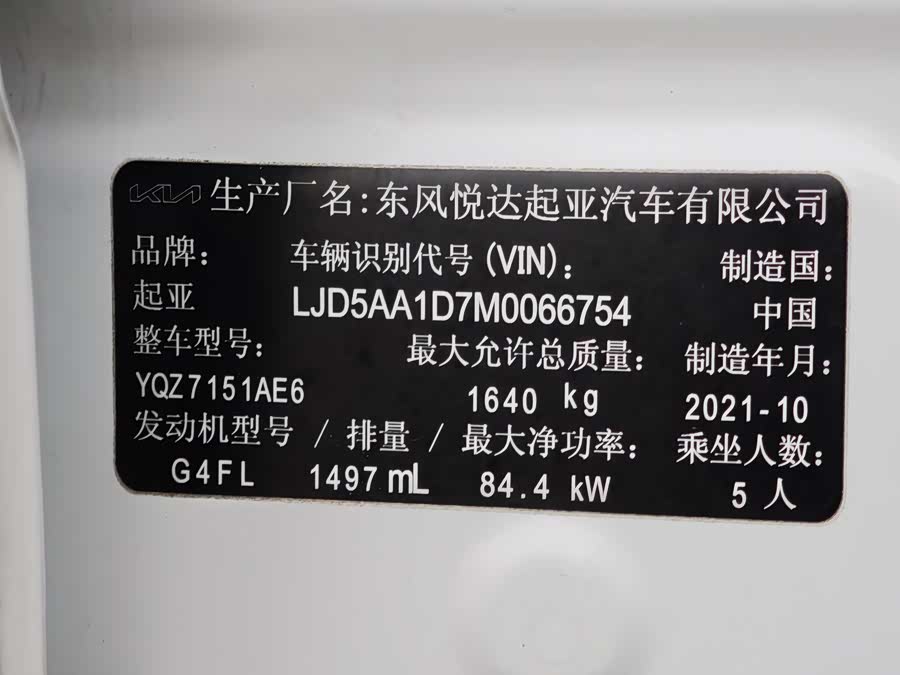 KIA 生产厂名：东风悦达起亚汽车有限公司
品牌： 车辆识别代号(VIN)： 制造国：
起亚 LJD5AA1D7M0066754 中国
整车型号： 最大允许总质量： 制造年月：
YQZ7151AE6 1640 kg 2021-10
发动机型号 / 排量 / 最大净功率： 乘坐人数：
G4FL 1497 mL 84.4 kW 5 人